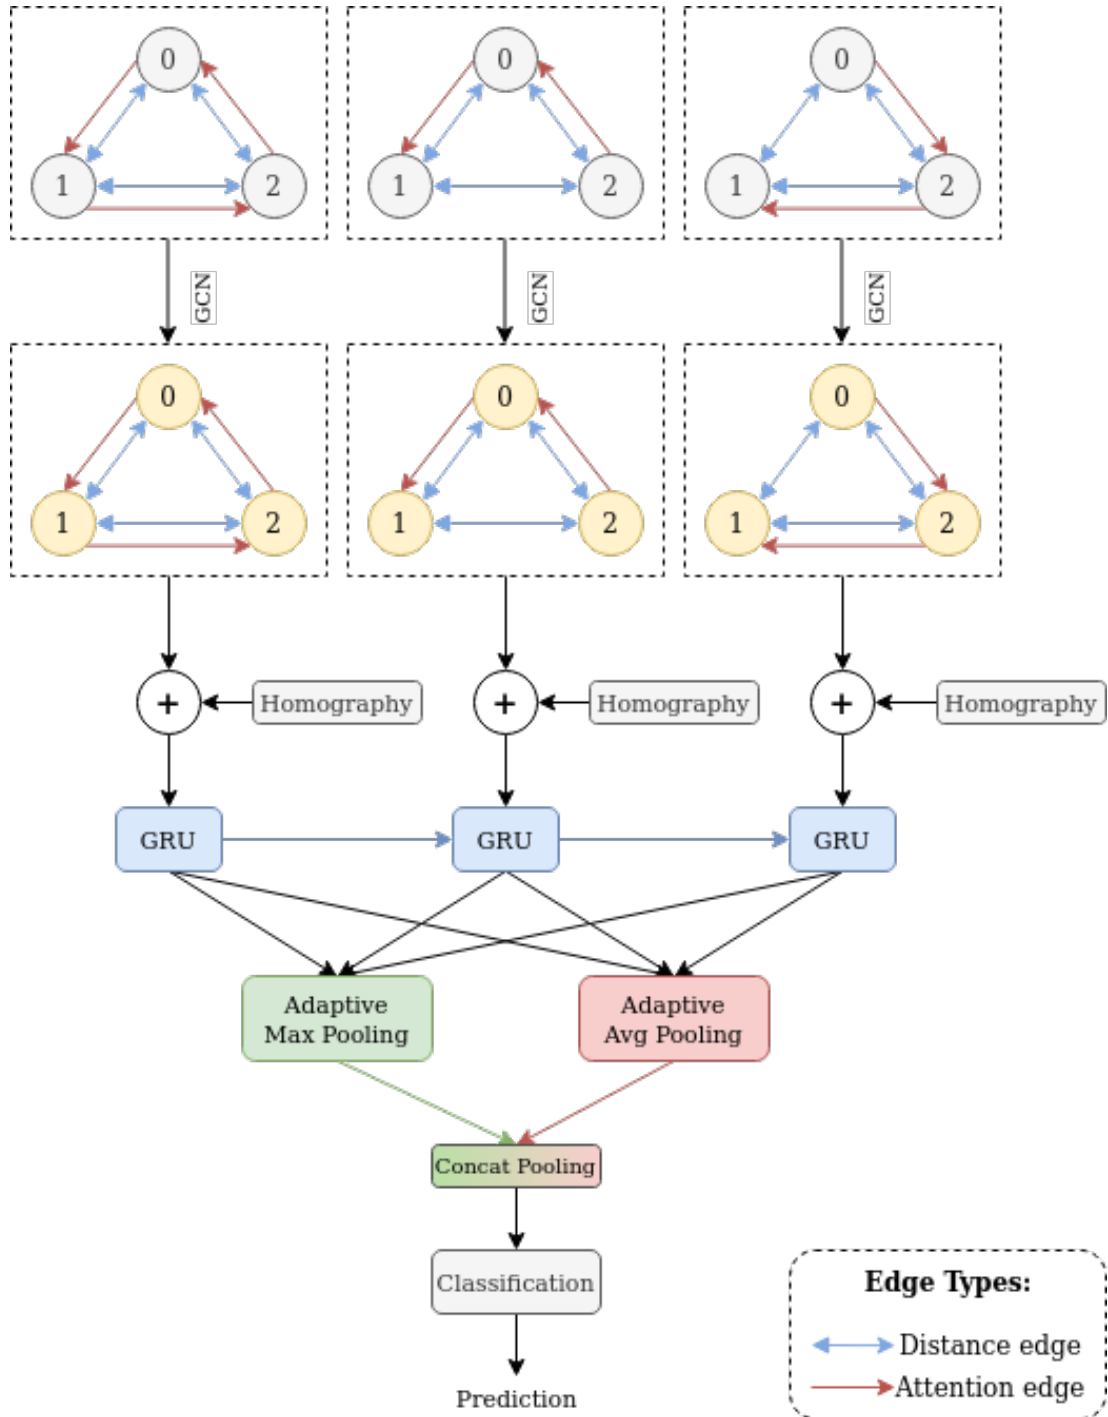 0
0
0
1
2
1
2
1
2
GCN
GCN
GCN
0
0
0
1
2
1
2
1
2
+
Homography
+
Homography
+
Homography
GRU
GRU
GRU
Adaptive
Max Pooling
Adaptive
Avg Pooling
Concat Pooling
Classification
Prediction
Edge Types:
Distance edge
Attention edge